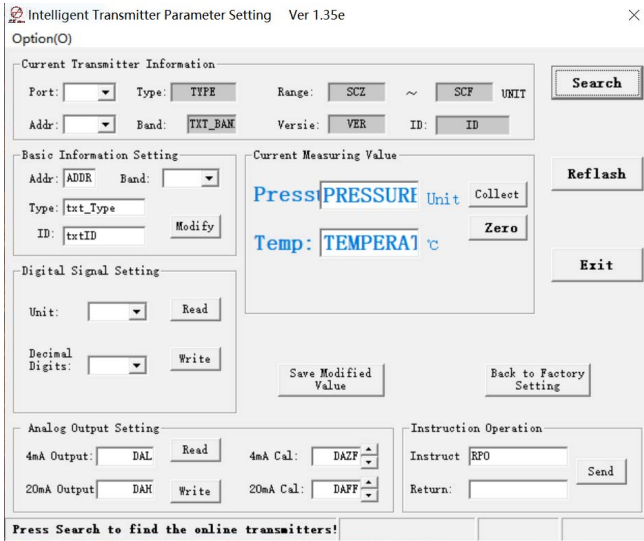 Intelligent Transmitter Parameter Setting Ver 1.35e
Option(O)
Current Transmitter Information
Port: Type: TYPE Range: SCZ ~ SCF UNIT
Addr: Band: TXT_BAN Versie: VER ID: ID
Search
Basic Information Setting
Addr: ADDR Band:
Type: txt_Type
ID: txtID
Modify
Current Measuring Value
Press PRESSURE Unit Collect
Temp: TEMPERAT ℃ Zero
Reflash
Exit
Digital Signal Setting
Unit: Read
Decimal
Digits: Write
Save Modified
Value
Back to Factory
Setting
Analog Output Setting
4mA Output: DAL Read 4mA Cal: DAZF
20mA Output DAH Write 20mA Cal: DAFF
Instruction Operation
Instruct RPO
Return:
Send
Press Search to find the online transmitters!